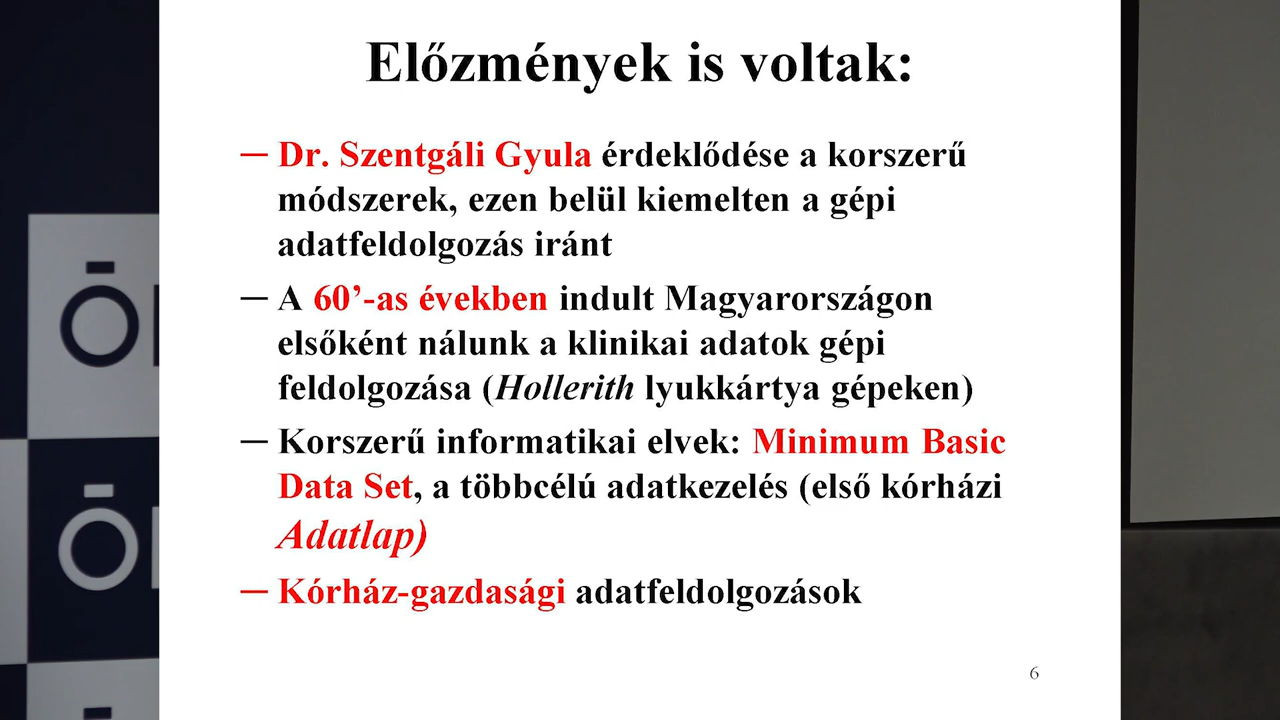 Előzmények is voltak:
— Dr. Szentgáli Gyula érdeklődése a korszerű
módszerek, ezen belül kiemelten a gépi
adatfeldolgozás iránt
— A 60’-as években indult Magyarországon
elsőként nálunk a klinikai adatok gépi
feldolgozása (Hollerith lyukkártya gépeken)
— Korszerű informatikai elvek: Minimum Basic
Data Set, a többcélú adatkezelés (első kórházi
Adatlap)
— Kórház-gazdasági adatfeldolgozások
6